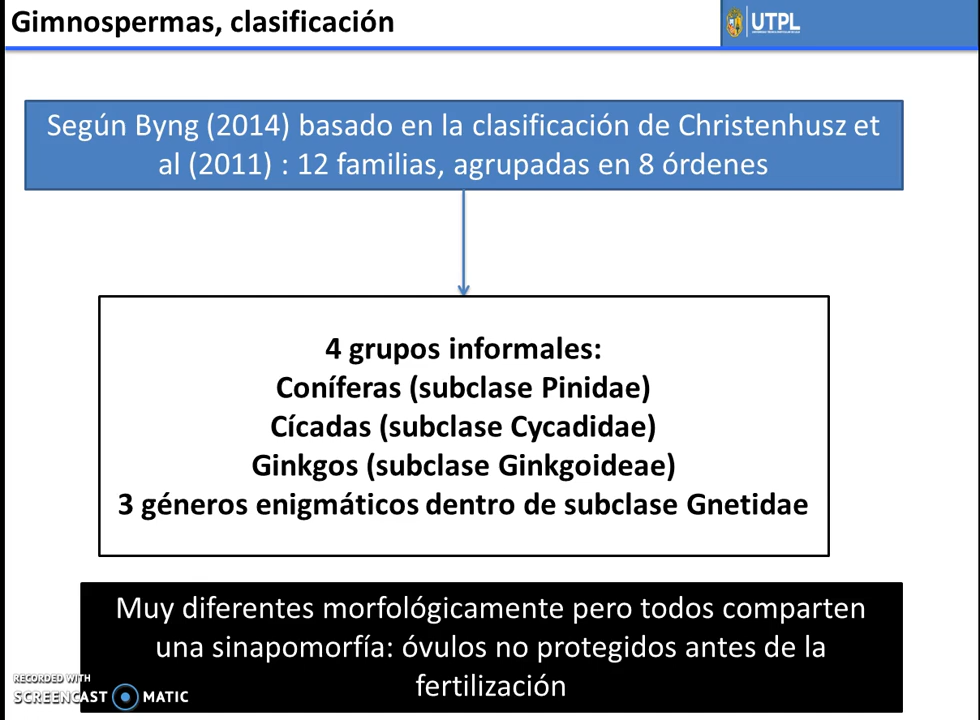 Gimnospermas, clasificación
UTPL
Según Byng (2014) basado en la clasificación de Christenhusz et
al (2011) : 12 familias, agrupadas en 8 órdenes
4 grupos informales:
Coníferas (subclase Pinidae)
Cícadas (subclase Cycadidae)
Ginkgos (subclase Ginkgoideae)
3 géneros enigmáticos dentro de subclase Gnetidae
Muy diferentes morfológicamente pero todos comparten
una sinapomorfía: óvulos no protegidos antes de la
fertilización
RECORDED WITH
SCREENCAST MATIC